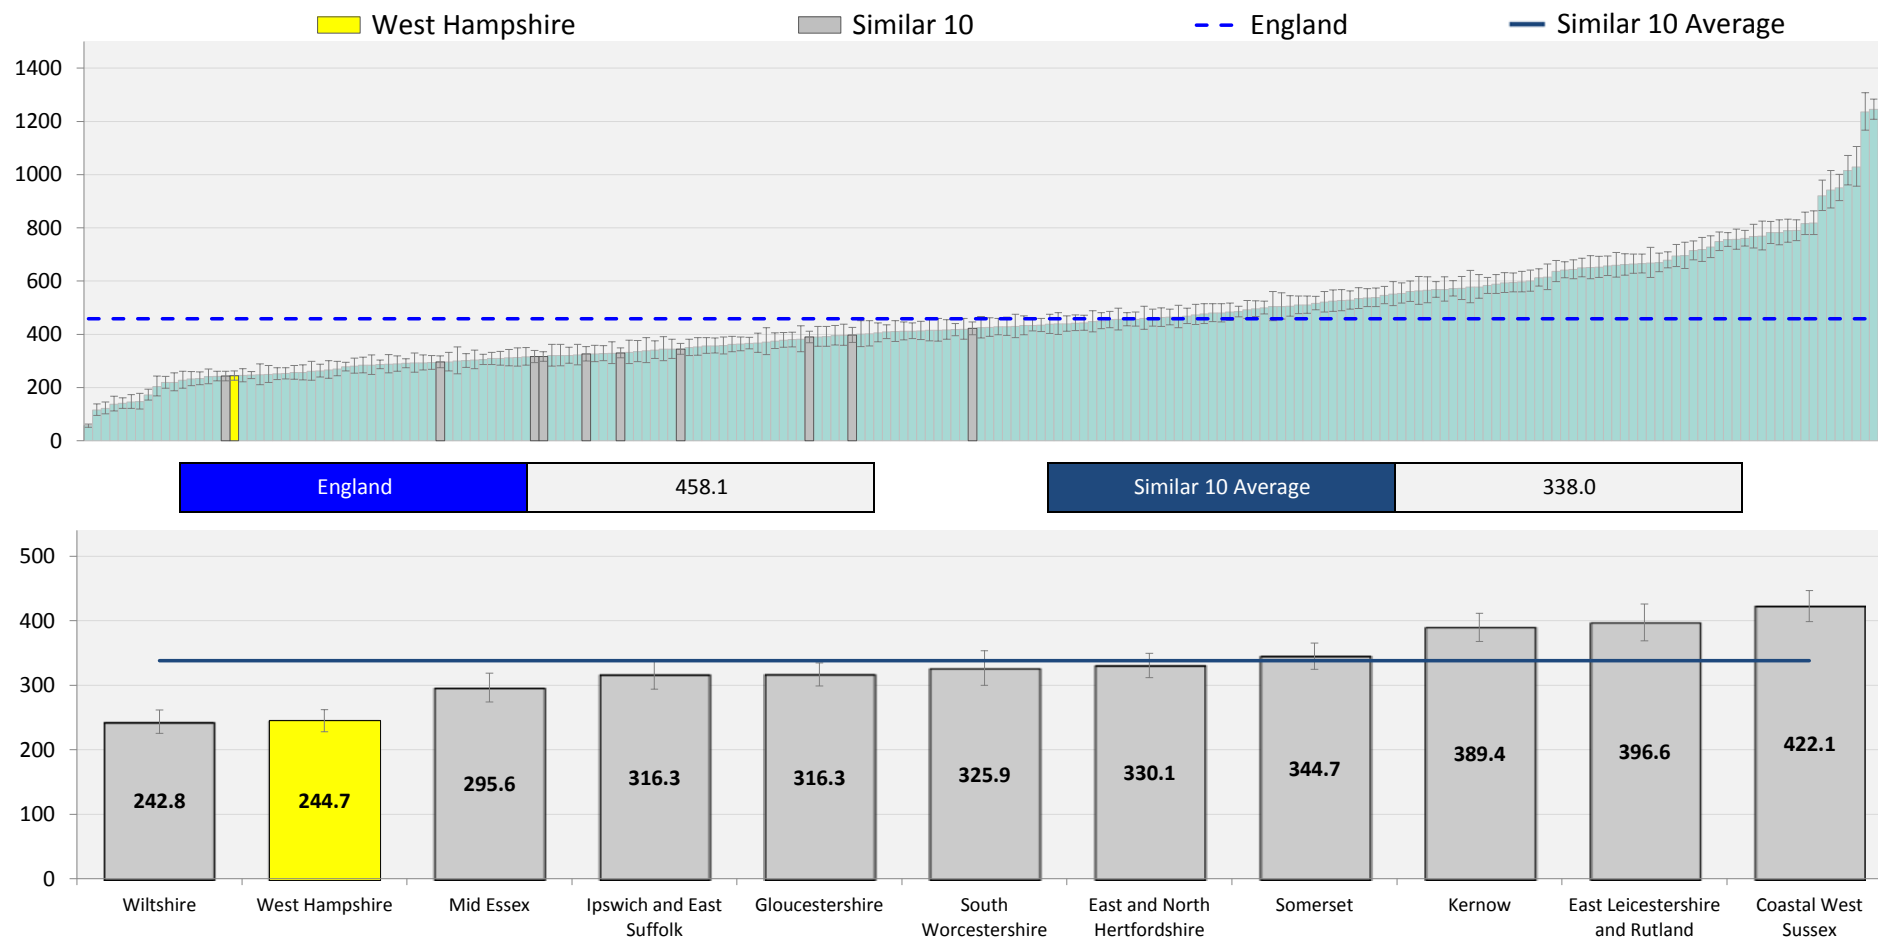 West Hampshire Similar 10 England Similar 10 Average
1400
1200
1000
800
600
400
200
0
England 458.1 Similar 10 Average 338.0
500
400
300
200
100
0
242.8 244.7 295.6 316.3 316.3 325.9 330.1 344.7 389.4 396.6 422.1
Wiltshire West Hampshire Mid Essex Ipswich and East Gloucestershire South East and North Somerset Kernow East Leicestershire Coastal West
Suffolk Worcestershire Hertfordshire and Rutland Sussex